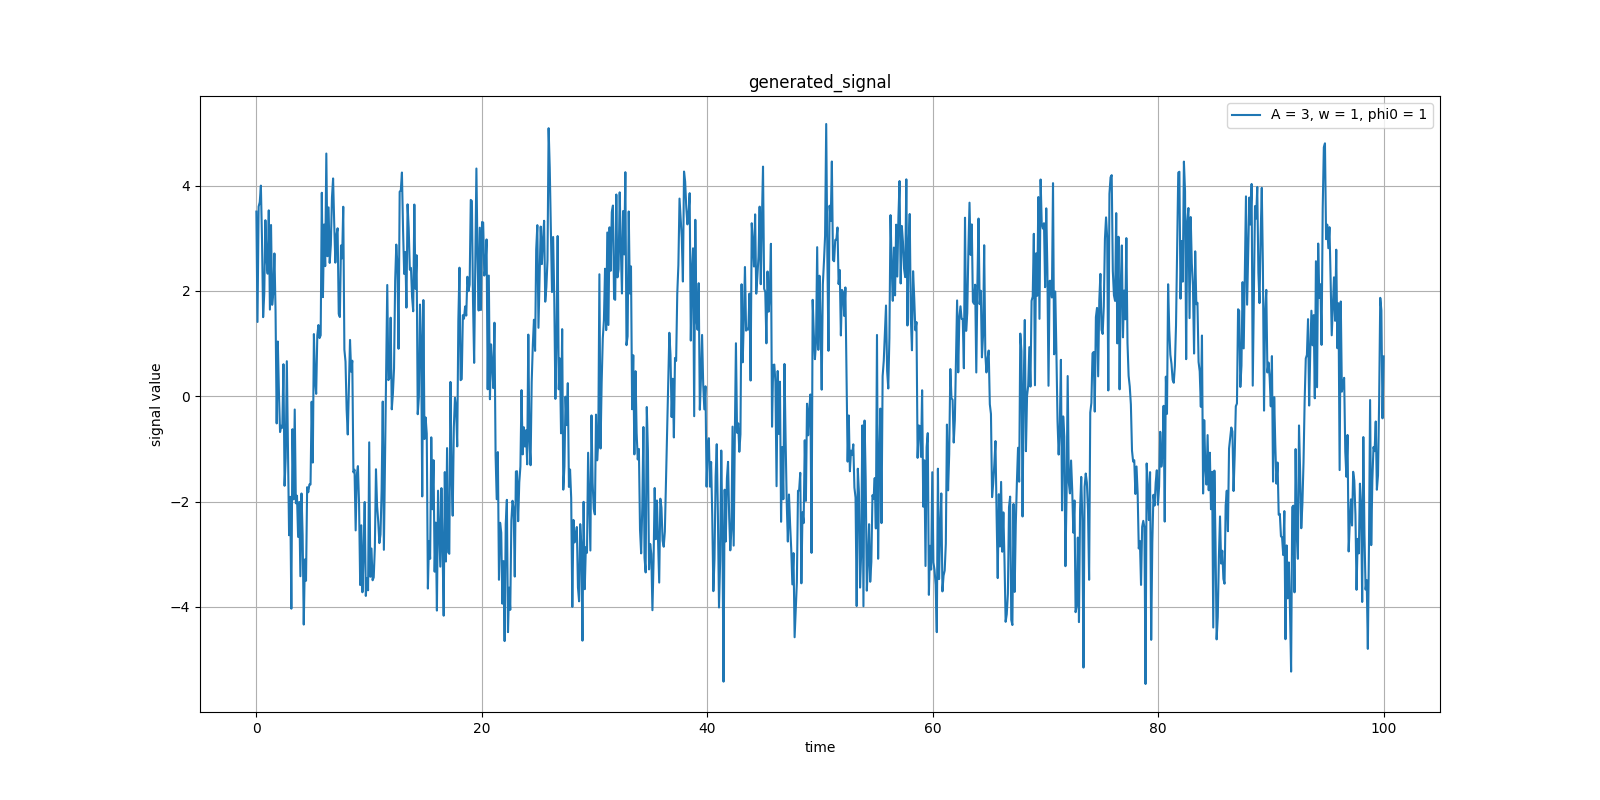 generated_signal
A = 3, w = 1, phi0 = 1
signal value
4
2
0
−2
−4
0 20 40 60 80 100
time